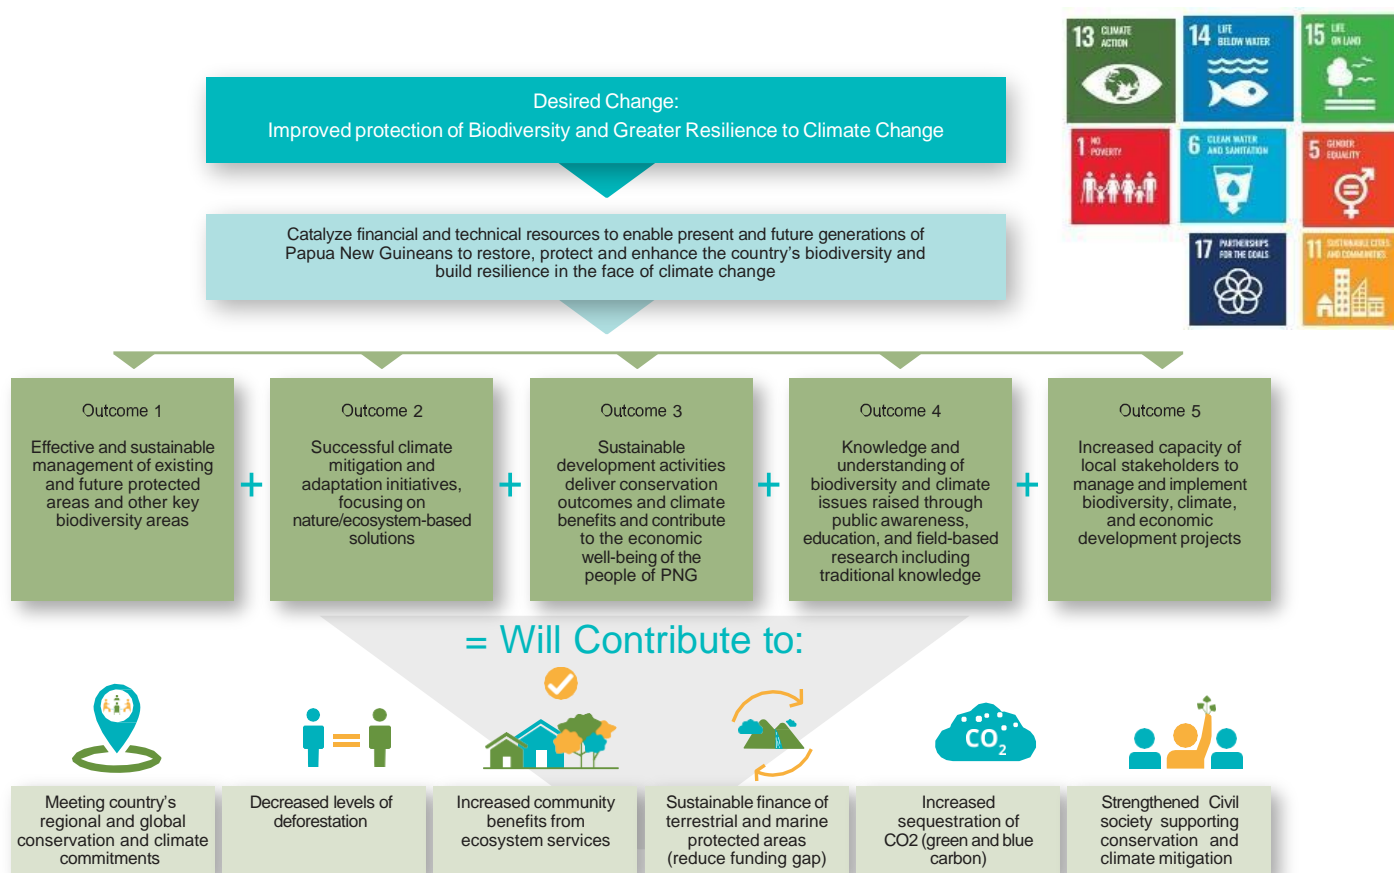 13 CLIMATE
ACTION
14 LIFE
BELOW WATER
15 LIFE
ON LAND
1 NO
POVERTY
6 CLEAN WATER
AND SANITATION
5 GENDER
EQUALITY
17 PARTNERSHIPS
FOR THE GOALS
11 SUSTAINABLE CITIES
AND COMMUNITIES
Desired Change:
Improved protection of Biodiversity and Greater Resilience to Climate Change
Catalyze financial and technical resources to enable present and future generations of
Papua New Guineans to restore, protect and enhance the country's biodiversity and
build resilience in the face of climate change
Outcome 1
Effective and sustainable
management of existing
and future protected
areas and other key
biodiversity areas
+
Outcome 2
Successful climate
mitigation and
adaptation initiatives,
focusing on
nature/ecosystem-based
solutions
+
Outcome 3
Sustainable
development activities
deliver conservation
outcomes and climate
benefits and contribute
to the economic
well-being of the
people of PNG
+
Outcome 4
Knowledge and
understanding of
biodiversity and climate
issues raised through
public awareness,
education, and field-based
research including
traditional knowledge
+
Outcome 5
Increased capacity of
local stakeholders to
manage and implement
biodiversity, climate,
and economic
development projects
= Will Contribute to:
CO2
Meeting country's
regional and global
conservation and climate
commitments
Decreased levels of
deforestation
Increased community
benefits from
ecosystem services
Sustainable finance of
terrestrial and marine
protected areas
(reduce funding gap)
Increased
sequestration of
CO2 (green and blue
carbon)
Strengthened Civil
society supporting
conservation and
climate mitigation